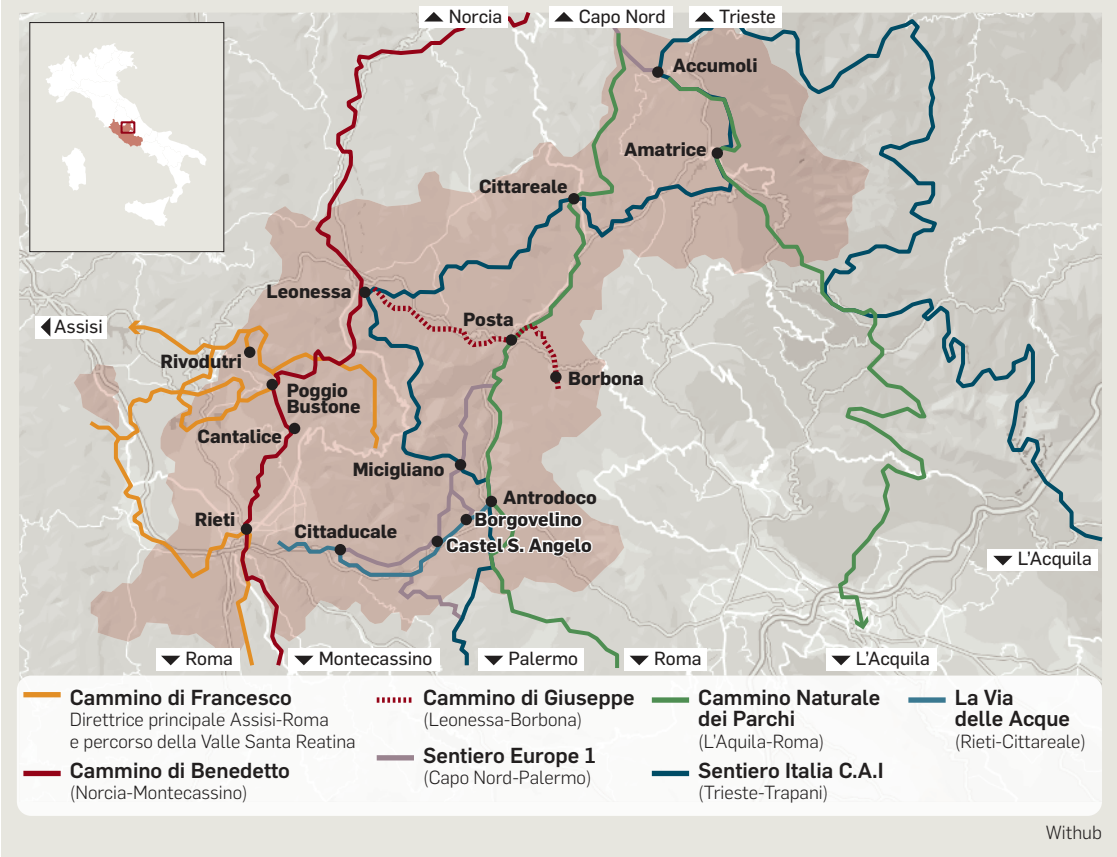 Norcia
Capo Nord
Trieste
Accumoli
Amatrice
Cittareale
Leonessa
Assisi
Posta
Rivodutri
Borbona
Poggio
Bustone
Cantalice
Micigliano
Antrodoco
Rieti
Borgovelino
Cittaducale
Castel S. Angelo
L'Acquila
Roma
Montecassino
Palermo
Roma
L'Acquila
Cammino di Francesco
Direttrice principale Assisi-Roma
e percorso della Valle Santa Reatina
Cammino di Benedetto
(Norcia-Montecassino)
Cammino di Giuseppe
(Leonessa-Borbona)
Sentiero Europe 1
(Capo Nord-Palermo)
Cammino Naturale
dei Parchi
(L'Aquila-Roma)
Sentiero Italia C.A.I
(Trieste-Trapani)
La Via
delle Acque
(Rieti-Cittareale)
Withub